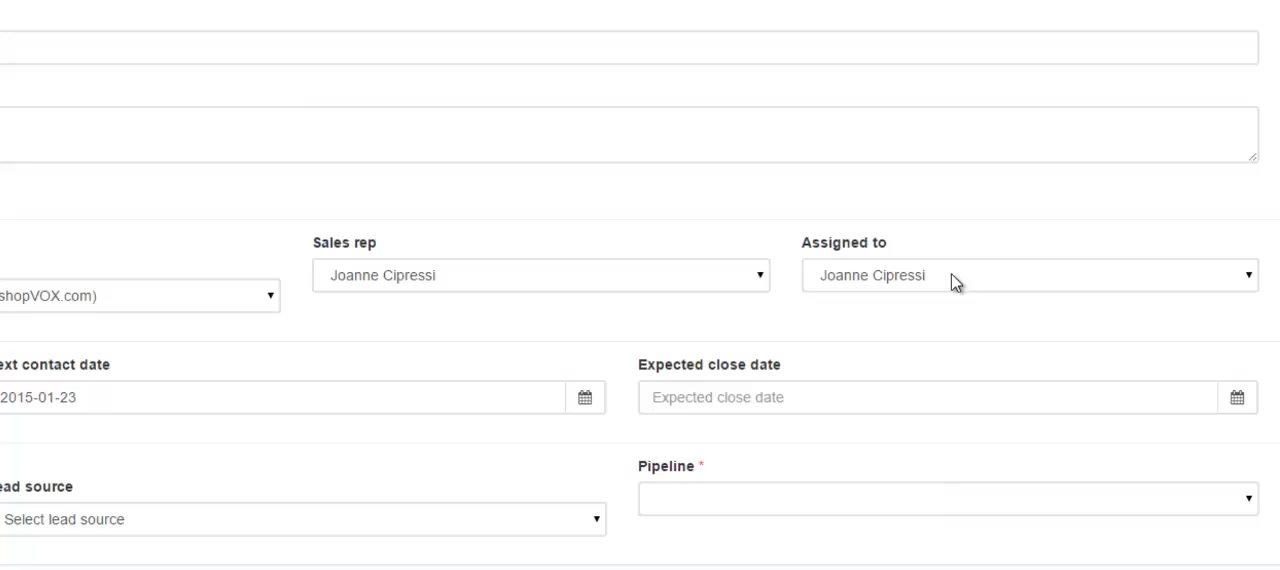 Sales rep
Assigned to
Joanne Cipressi
Joanne Cipressi
shopVOX.com)
ext contact date
Expected close date
2015-01-23
Expected close date
Pipeline *
ead source
Select lead source